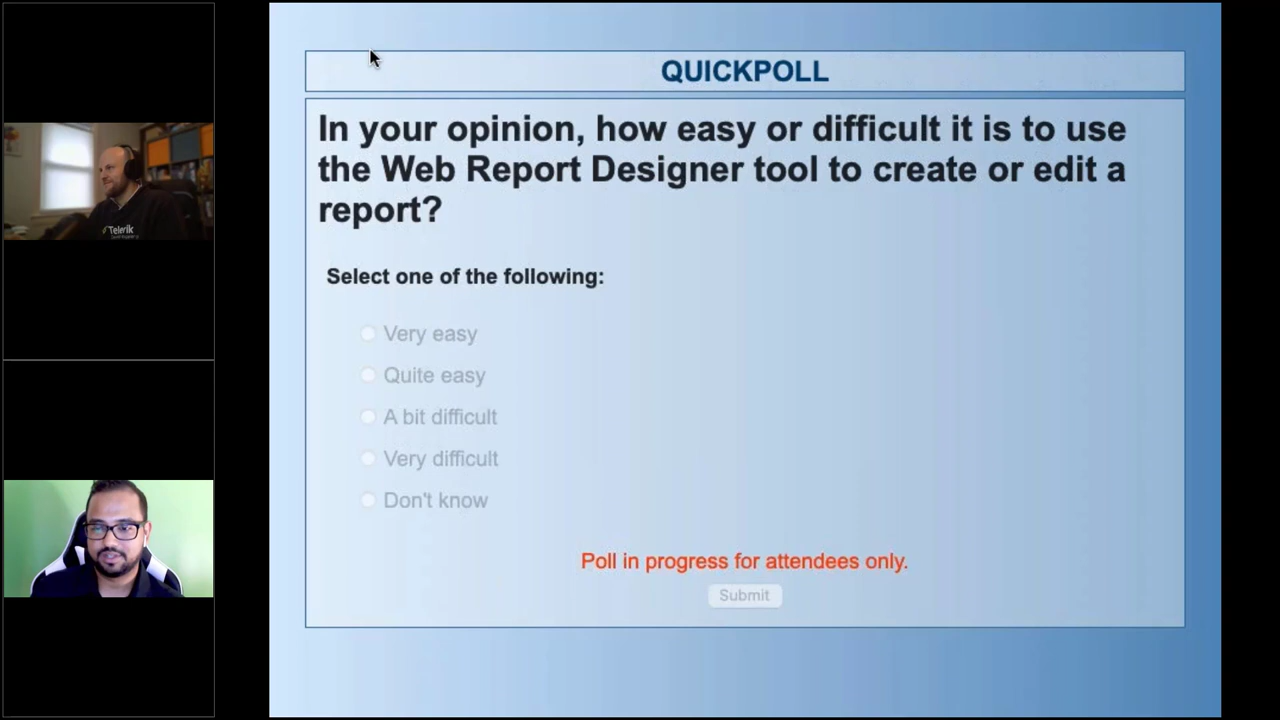 QUICKPOLL
In your opinion, how easy or difficult it is to use
the Web Report Designer tool to create or edit a
report?
Select one of the following:
Very easy
Quite easy
A bit difficult
Very difficult
Don't know
Poll in progress for attendees only.
Submit
Telerik